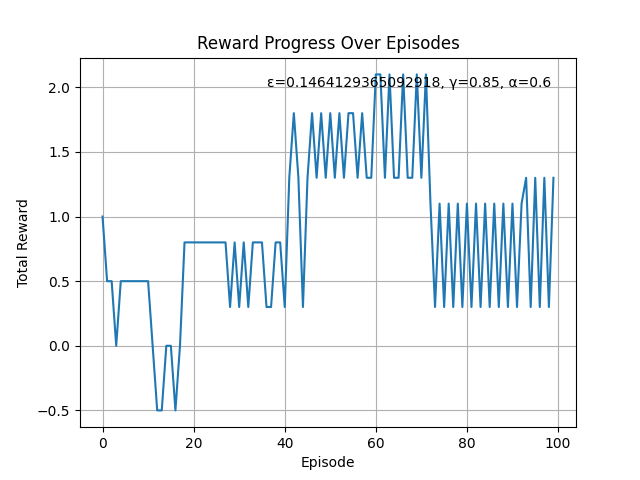 Reward Progress Over Episodes
ε=0.1464129365092918, γ=0.85, α=0.6
2.0
1.5
1.0
0.5
0.0
−0.5
Total Reward
0 20 40 60 80 100
Episode